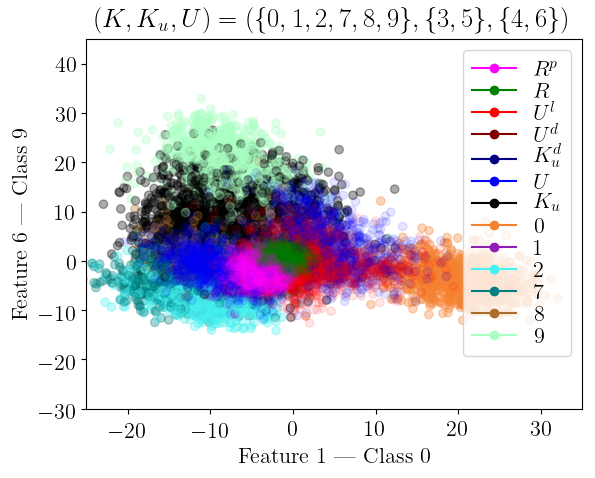 (K, K_u, U) = ({0, 1, 2, 7, 8, 9}, {3, 5}, {4, 6})
40
30
20
10
0
−10
−20
−30
Feature 6 — Class 9
R^p
R
U^l
U^d
K_u^d
U
K_u
0
1
2
7
8
9
−20
−10
0
10
20
30
Feature 1 — Class 0